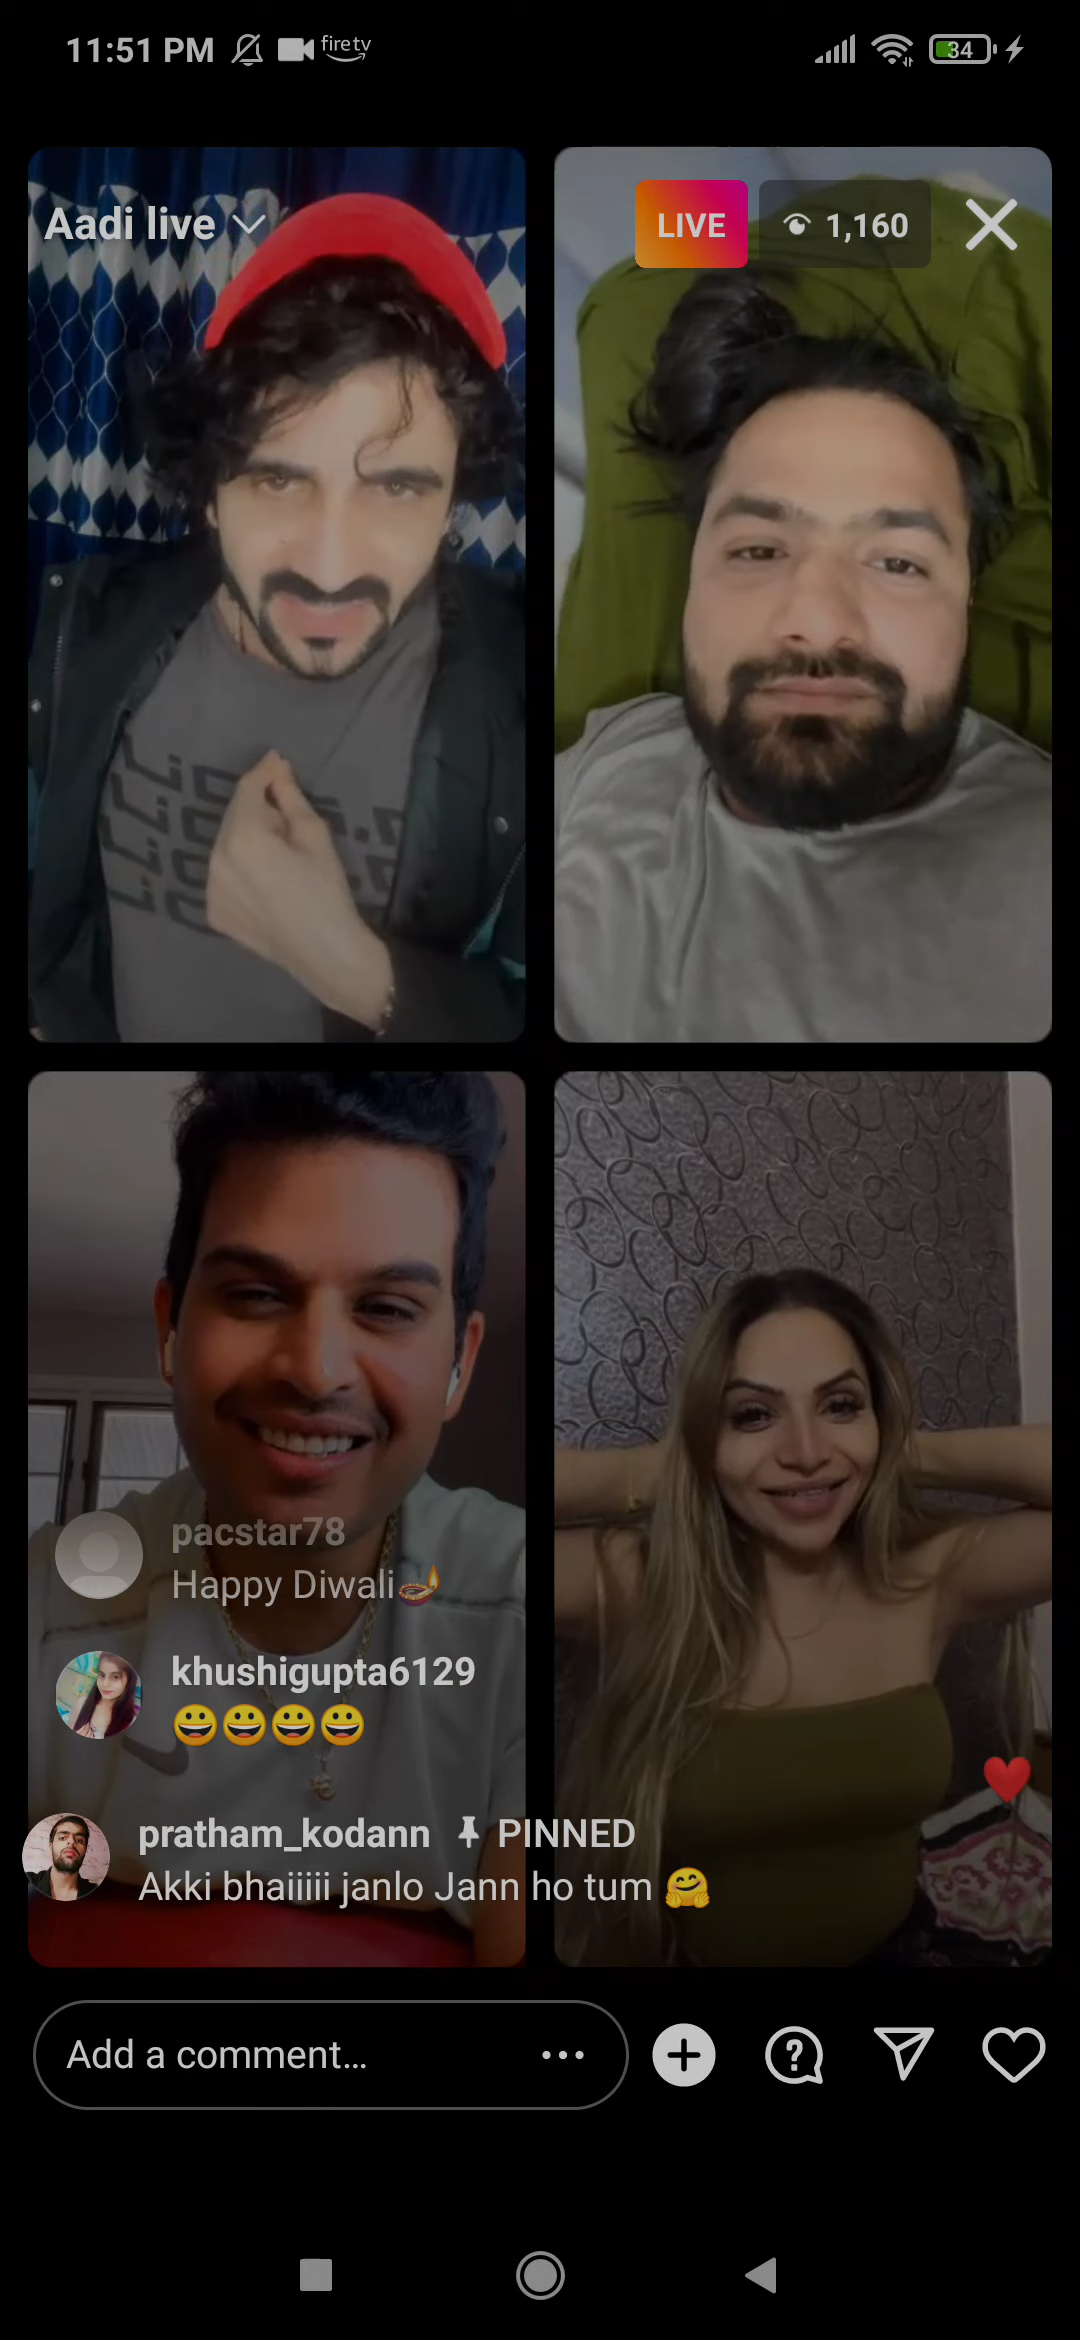 11:51 PM firetv 34
Aadi live LIVE 1,160
pacstar78
Happy Diwali🪔
khushigupta6129
😀😀😀😀
pratham_kodann PINNED
Akki bhaiiiii janlo Jann ho tum 🤗
Add a comment...